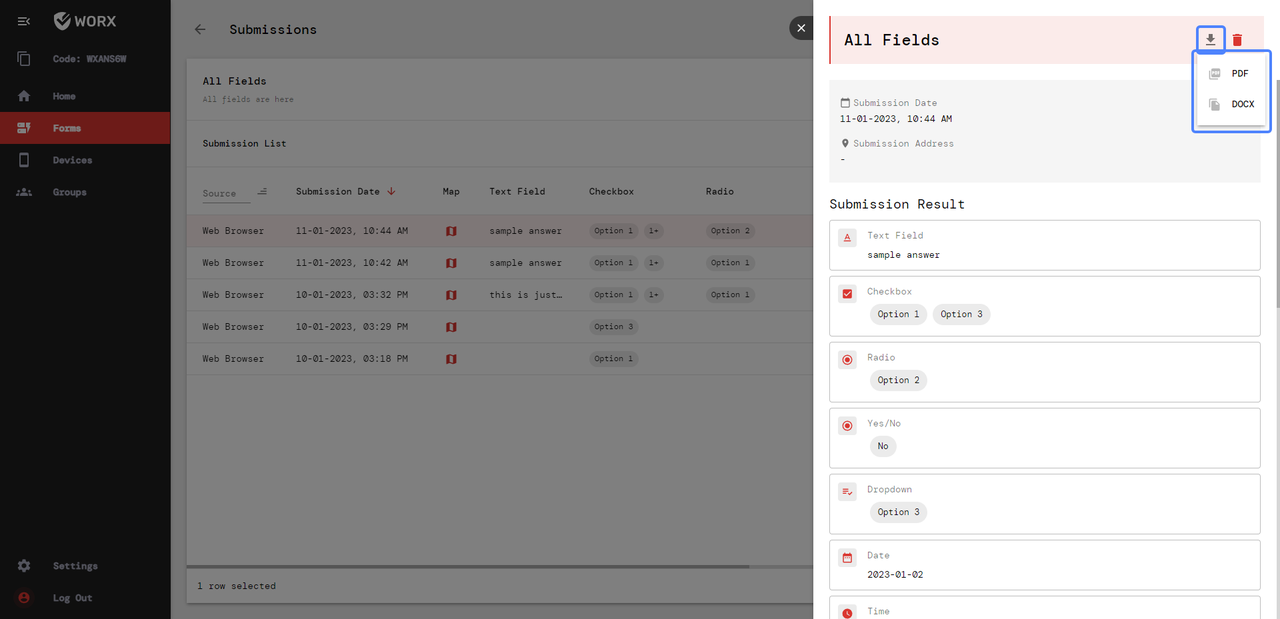 WORX
Code: WXANSGW
Home
Forms
Devices
Groups
Settings
Log Out
Submissions
All Fields
All fields are here
Submission List
Source Submission Date Map Text Field Checkbox Radio
Web Browser 11-01-2023, 10:44 AM sample answer Option 1 1+ Option 2
Web Browser 11-01-2023, 10:42 AM sample answer Option 1 1+ Option 1
Web Browser 10-01-2023, 03:32 PM this is just… Option 1 1+ Option 1
Web Browser 10-01-2023, 03:29 PM Option 3
Web Browser 10-01-2023, 03:18 PM Option 1
1 row selected
All Fields
PDF
DOCX
Submission Date
11-01-2023, 10:44 AM
Submission Address
-
Submission Result
Text Field
sample answer
Checkbox
Option 1 Option 3
Radio
Option 2
Yes/No
No
Dropdown
Option 3
Date
2023-01-02
Time